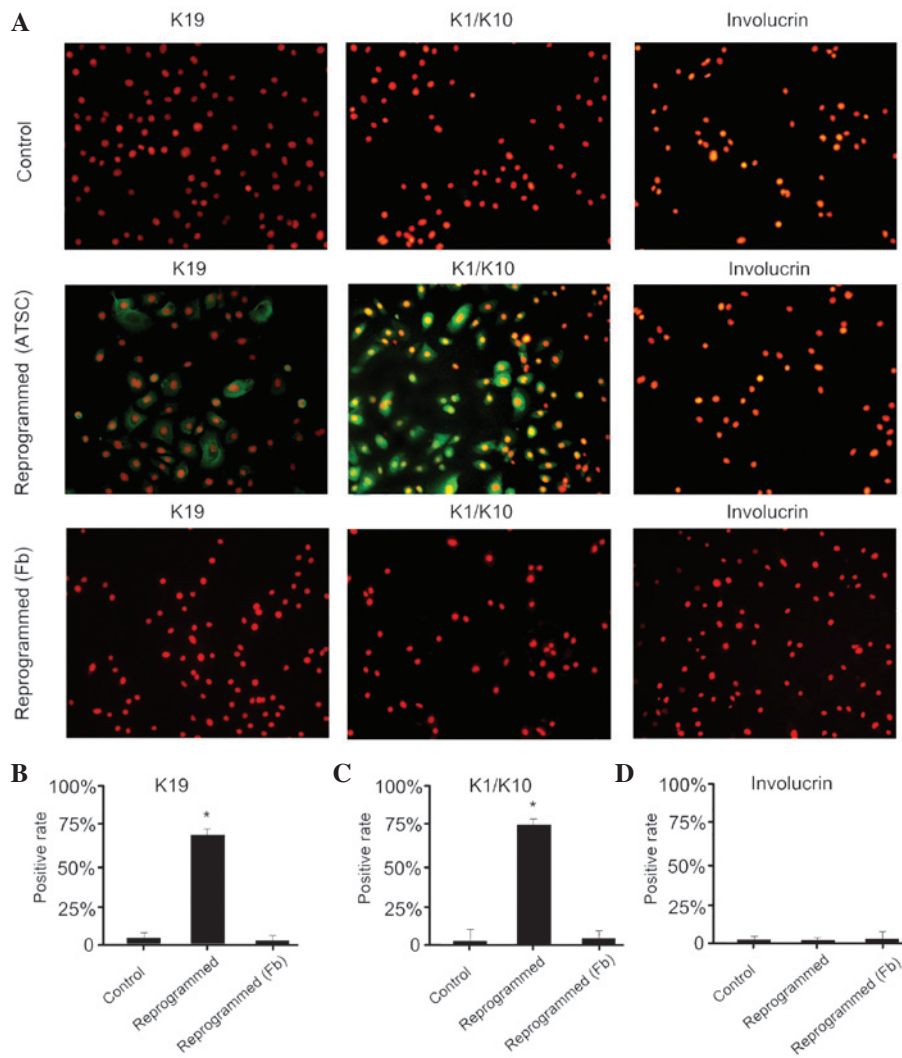 A
K19
K1/K10
Involucrin
Control
K19
K1/K10
Involucrin
Reprogrammed (ATSC)
K19
K1/K10
Involucrin
Reprogrammed (Fb)
B
K19
Positive rate
100%
75%
50%
25%
0
*
Control
Reprogrammed
Reprogrammed (Fb)
C
K1/K10
Positive rate
100%
75%
50%
25%
0
*
Control
Reprogrammed
Reprogrammed (Fb)
D
Involucrin
Positive rate
100%
75%
50%
25%
0
Control
Reprogrammed
Reprogrammed (Fb)